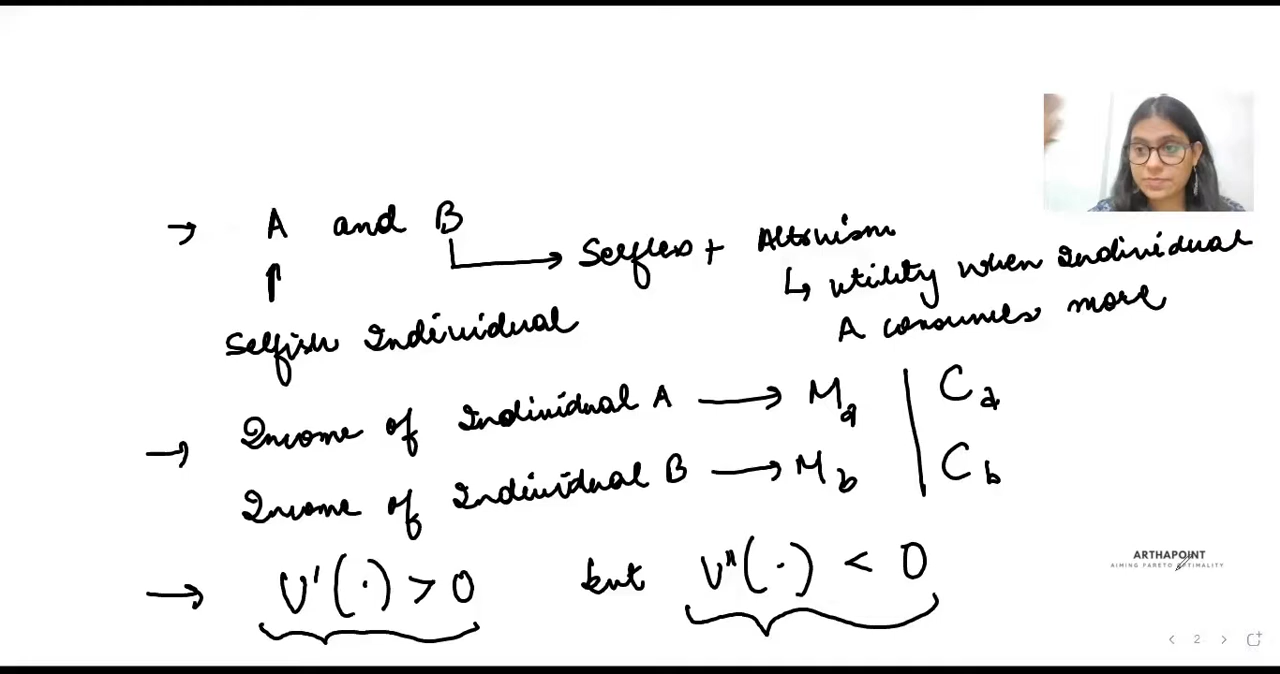 → A and B
Selfless + Altruism
↳ utility when Individual
A consumes more
↑
Selfish Individual
→ Income of Individual A → Ma | Ca
Income of Individual B → Mb | Cb
→ U'(·) > 0 but U"(·) < 0
ARTHAPOINT
AIMING PARETO OPTIMALITY
< 2 >